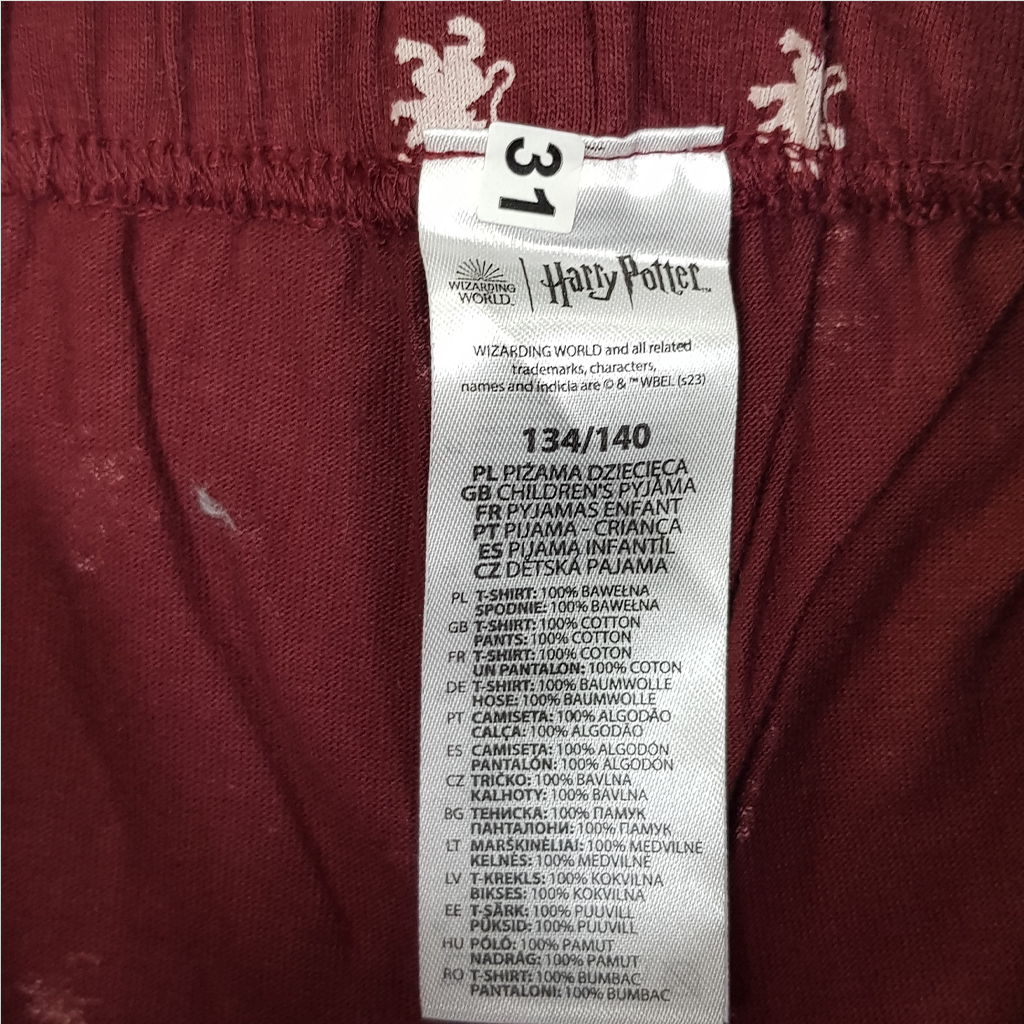 31
WIZARDING
WORLD.
Harry Potter™
WIZARDING WORLD and all related
trademarks, characters,
names and indicia are © & ™ WBEI. (s23)
134/140
PL PIŻAMA DZIECIĘCA
GB CHILDREN'S PYJAMA
FR PYJAMAS ENFANT
PT PIJAMA - CRIANÇA
ES PIJAMA INFANTIL
CZ DĚTSKÁ PAJAMA
PL T-SHIRT: 100% BAWEŁNA
SPODNIE: 100% BAWEŁNA
GB T-SHIRT: 100% COTTON
PANTS: 100% COTTON
FR T-SHIRT: 100% COTON
UN PANTALON: 100% COTON
DE T-SHIRT: 100% BAUMWOLLE
HOSE: 100% BAUMWOLLE
PT CAMISETA: 100% ALGODÃO
CALÇA: 100% ALGODÃO
ES CAMISETA: 100% ALGODÓN
PANTALÓN: 100% ALGODÓN
CZ TRIČKO: 100% BAVLNA
KALHOTY: 100% BAVLNA
BG ТЕНИСКА: 100% ПАМУК
ПАНТАЛОНИ: 100% ПАМУК
LT MARŠKINĖLIAI: 100% MEDVILNĖ
KELNĖS: 100% MEDVILNĖ
LV T-KREKLS: 100% KOKVILNA
BIKSES: 100% KOKVILNA
EE T-SÄRK: 100% PUUVILL
PÜKSID: 100% PUUVILL
HU PÓLÓ: 100% PAMUT
NADRÁG: 100% PAMUT
RO T-SHIRT: 100% BUMBAC
PANTALONI: 100% BUMBAC